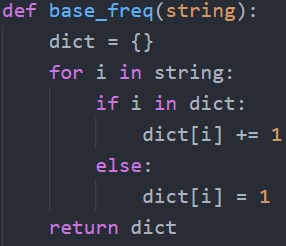 def base_freq(string):
    dict = {}
    for i in string:
        if i in dict:
            dict[i] += 1
        else:
            dict[i] = 1
    return dict